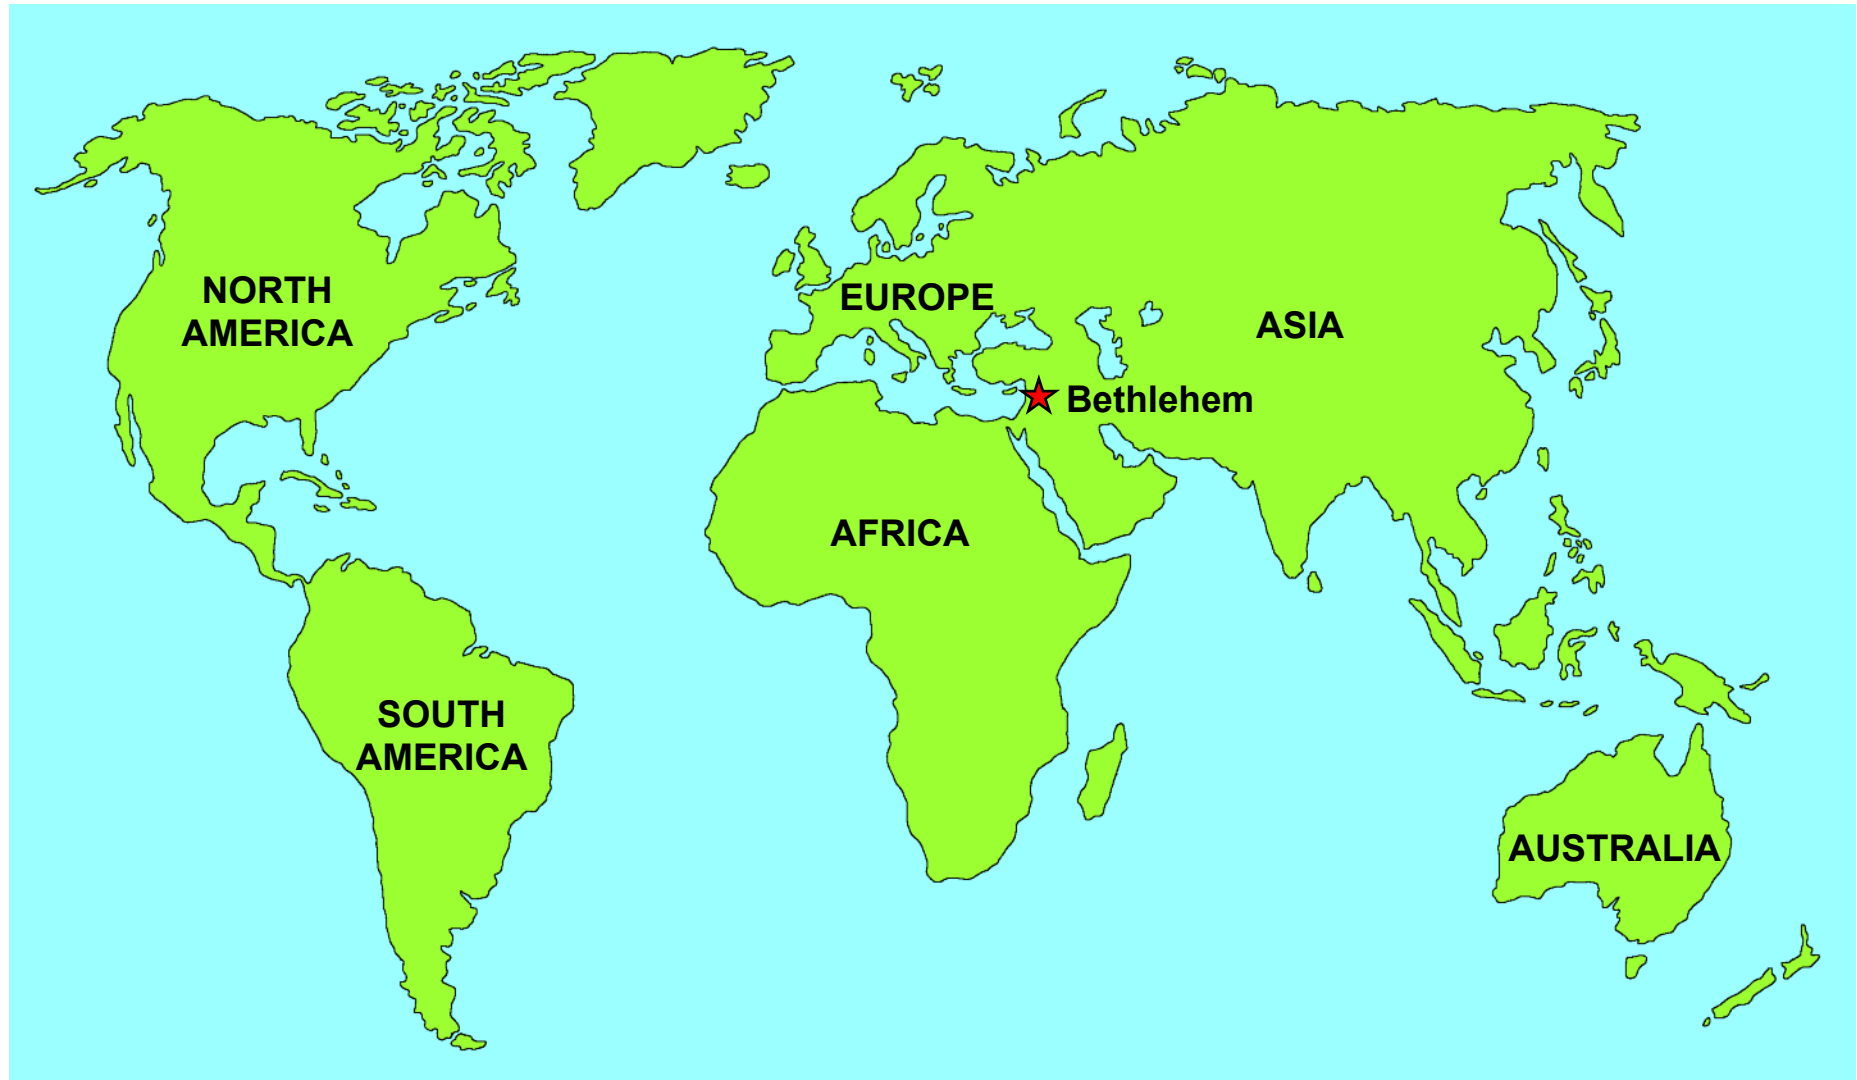 NORTH
AMERICA
EUROPE
ASIA
Bethlehem
AFRICA
SOUTH
AMERICA
AUSTRALIA